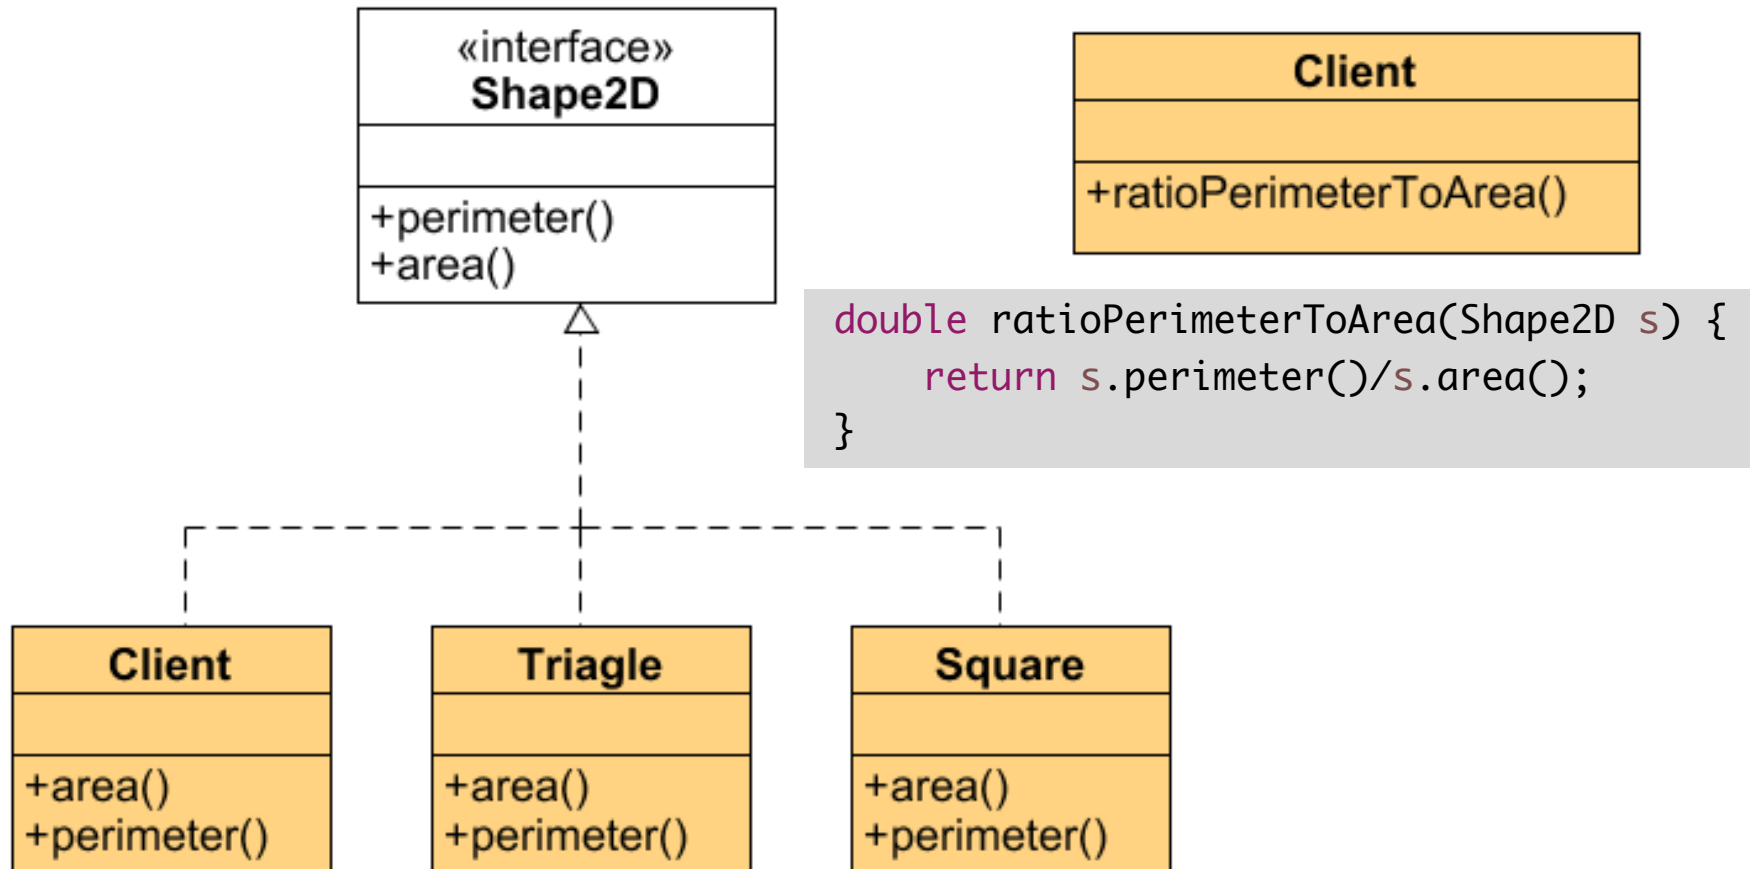 «interface»
Shape2D
+perimeter()
+area()
Client
+ratioPerimeterToArea()
double ratioPerimeterToArea(Shape2D s) {
    return s.perimeter()/s.area();
}
Client
+area()
+perimeter()
Triagle
+area()
+perimeter()
Square
+area()
+perimeter()